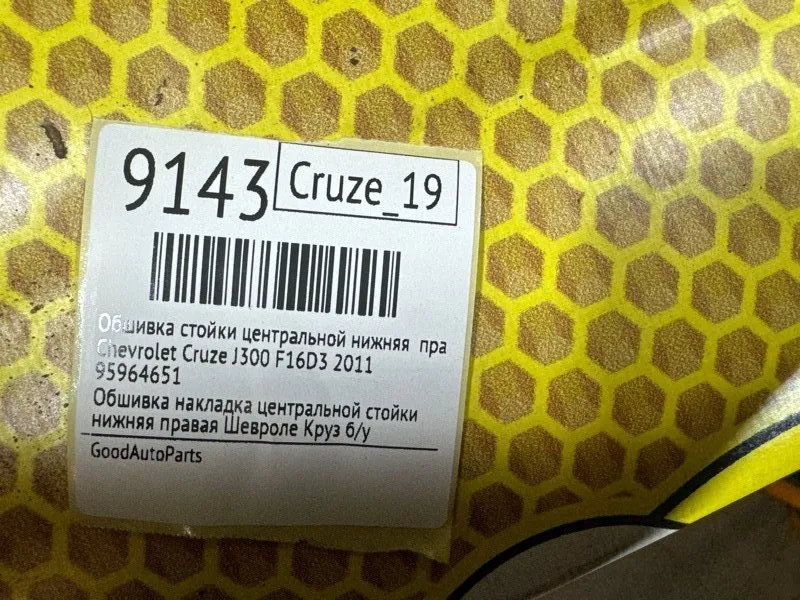 9143
Cruze_19
Обшивка стойки центральной нижняя пра
Chevrolet Cruze J300 F16D3 2011
95964651
Обшивка накладка центральной стойки
нижняя правая Шевроле Круз б/у
GoodAutoParts